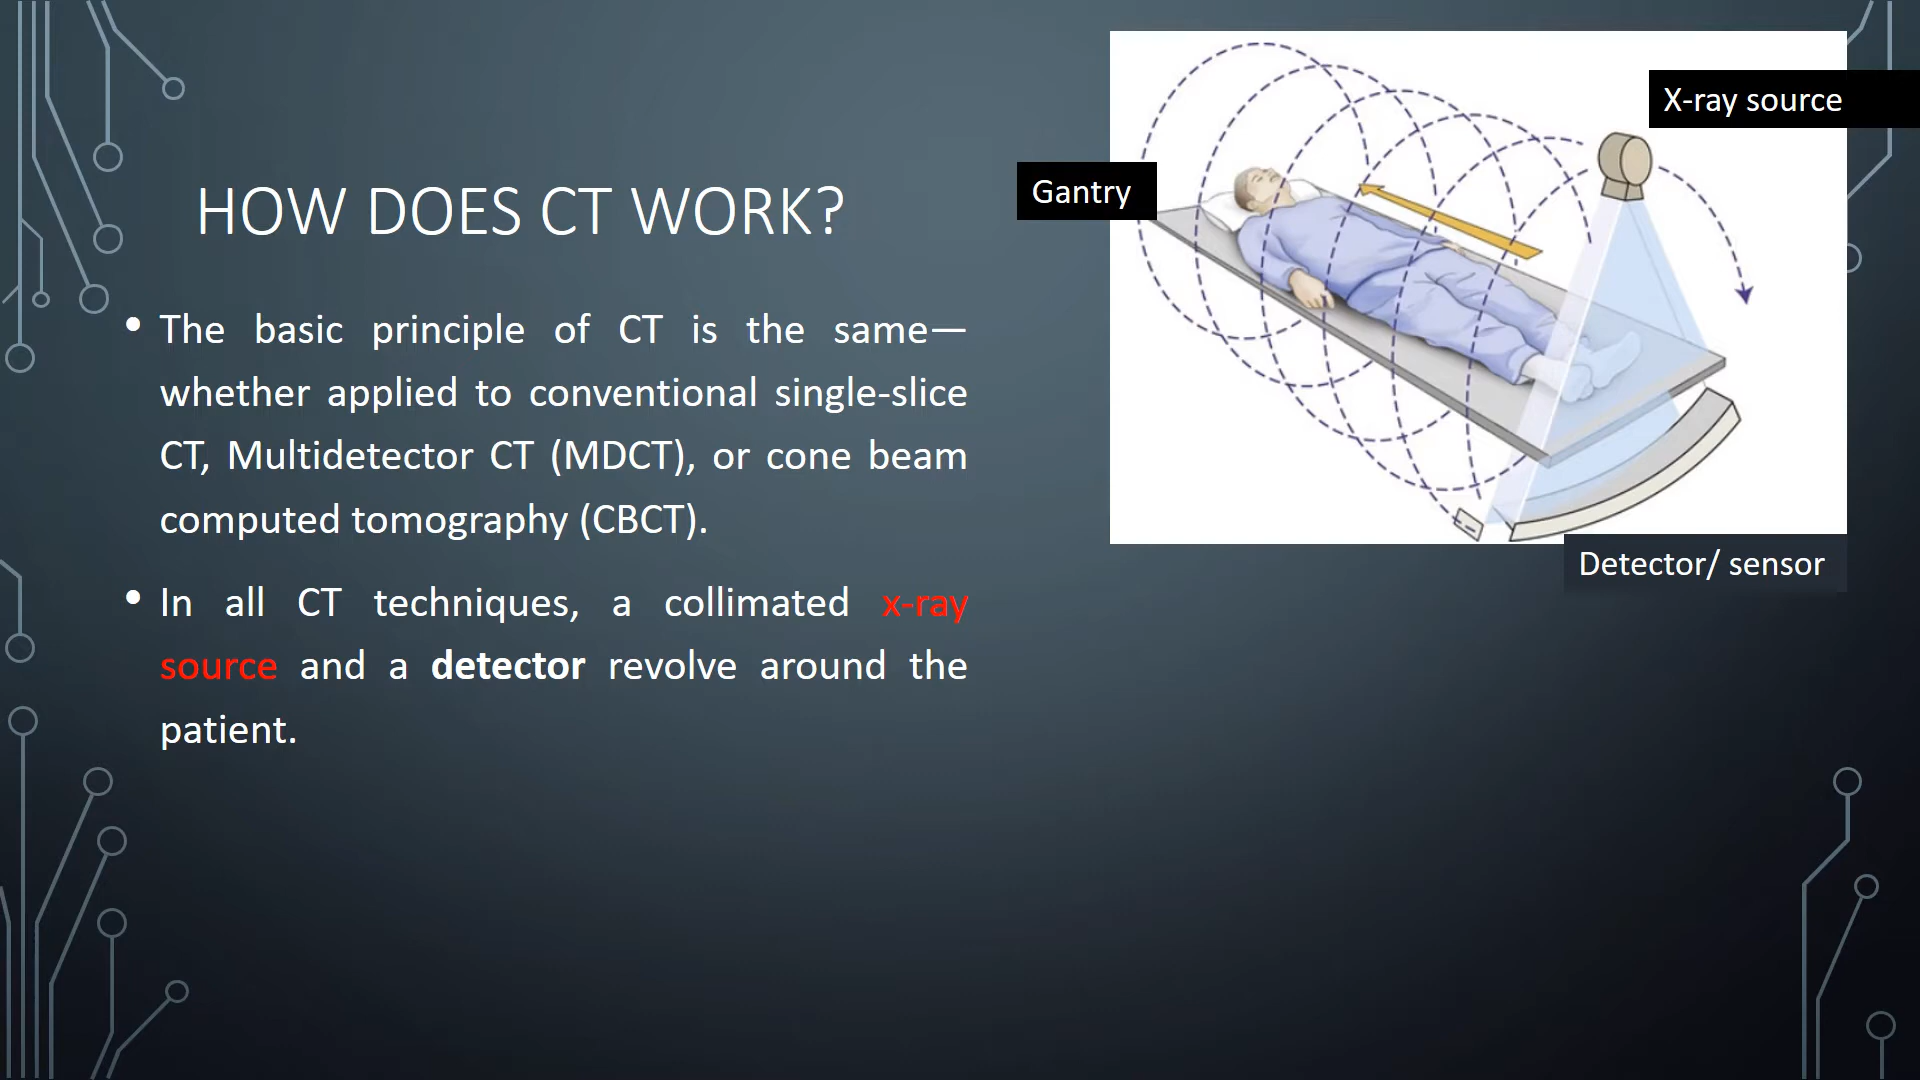 HOW DOES CT WORK?
• The basic principle of CT is the same—
whether applied to conventional single-slice
CT, Multidetector CT (MDCT), or cone beam
computed tomography (CBCT).
• In all CT techniques, a collimated x-ray
source and a detector revolve around the
patient.
X-ray source
Gantry
Detector/ sensor